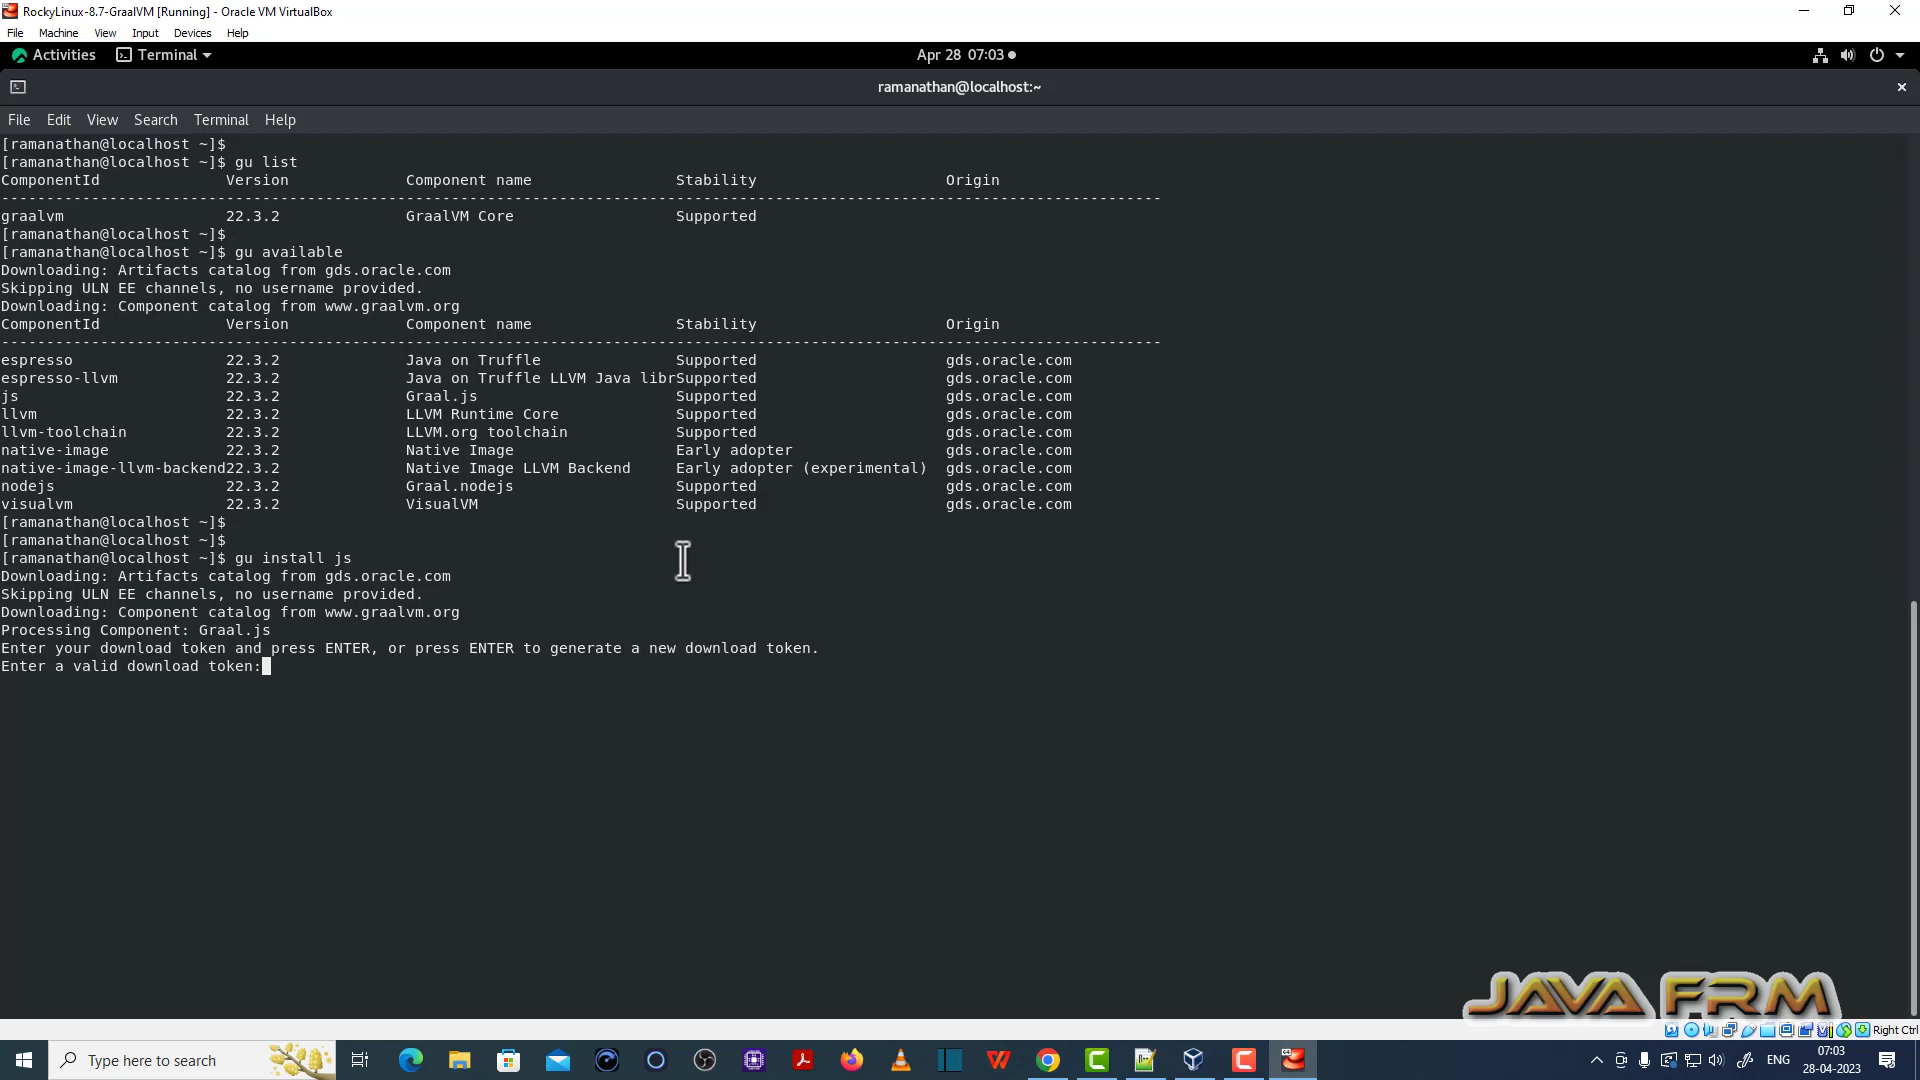 RockyLinux-8.7-GraalVM [Running] - Oracle VM VirtualBox
File Machine View Input Devices Help
Activities Terminal Apr 28 07:03
ramanathan@localhost:~
File Edit View Search Terminal Help
[ramanathan@localhost ~]$
[ramanathan@localhost ~]$ gu list
ComponentId Version Component name Stability Origin
---------------------------------------------------------------------------------------------------------------------------------
graalvm 22.3.2 GraalVM Core Supported
[ramanathan@localhost ~]$
[ramanathan@localhost ~]$ gu available
Downloading: Artifacts catalog from gds.oracle.com
Skipping ULN EE channels, no username provided.
Downloading: Component catalog from www.graalvm.org
ComponentId Version Component name Stability Origin
---------------------------------------------------------------------------------------------------------------------------------
espresso 22.3.2 Java on Truffle Supported gds.oracle.com
espresso-llvm 22.3.2 Java on Truffle LLVM Java librSupported gds.oracle.com
js 22.3.2 Graal.js Supported gds.oracle.com
llvm 22.3.2 LLVM Runtime Core Supported gds.oracle.com
llvm-toolchain 22.3.2 LLVM.org toolchain Supported gds.oracle.com
native-image 22.3.2 Native Image Early adopter gds.oracle.com
native-image-llvm-backend22.3.2 Native Image LLVM Backend Early adopter (experimental) gds.oracle.com
nodejs 22.3.2 Graal.nodejs Supported gds.oracle.com
visualvm 22.3.2 VisualVM Supported gds.oracle.com
[ramanathan@localhost ~]$
[ramanathan@localhost ~]$
[ramanathan@localhost ~]$ gu install js
Downloading: Artifacts catalog from gds.oracle.com
Skipping ULN EE channels, no username provided.
Downloading: Component catalog from www.graalvm.org
Processing Component: Graal.js
Enter your download token and press ENTER, or press ENTER to generate a new download token.
Enter a valid download token:
JAVA FRM
Right Ctrl
Type here to search
ENG
07:03
28-04-2023